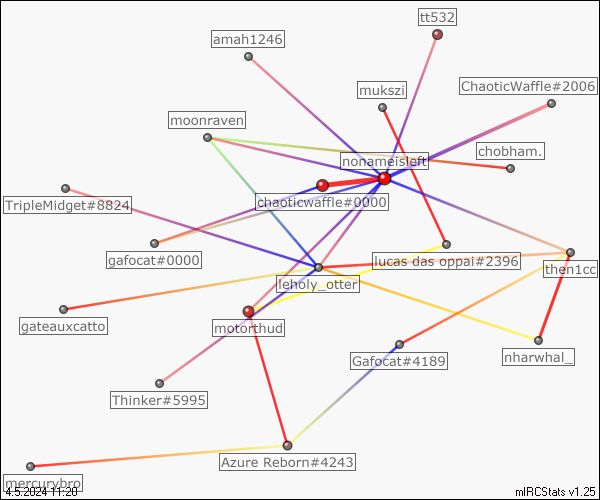 tt532
amah1246
mukszi
ChaoticWaffle#2006
moonraven
chobham.
nonameisleft
chaoticwaffle#0000
TripleMidget#8824
gafocat#0000
lucas das oppai#2396
then1cc
leholy_otter
gateauxcatto
motorthud
nharwhal_
Gafocat#4189
Thinker#5995
Azure Reborn#4243
mercurybro
4.5.2024 11:20
mIRCStats v1.25